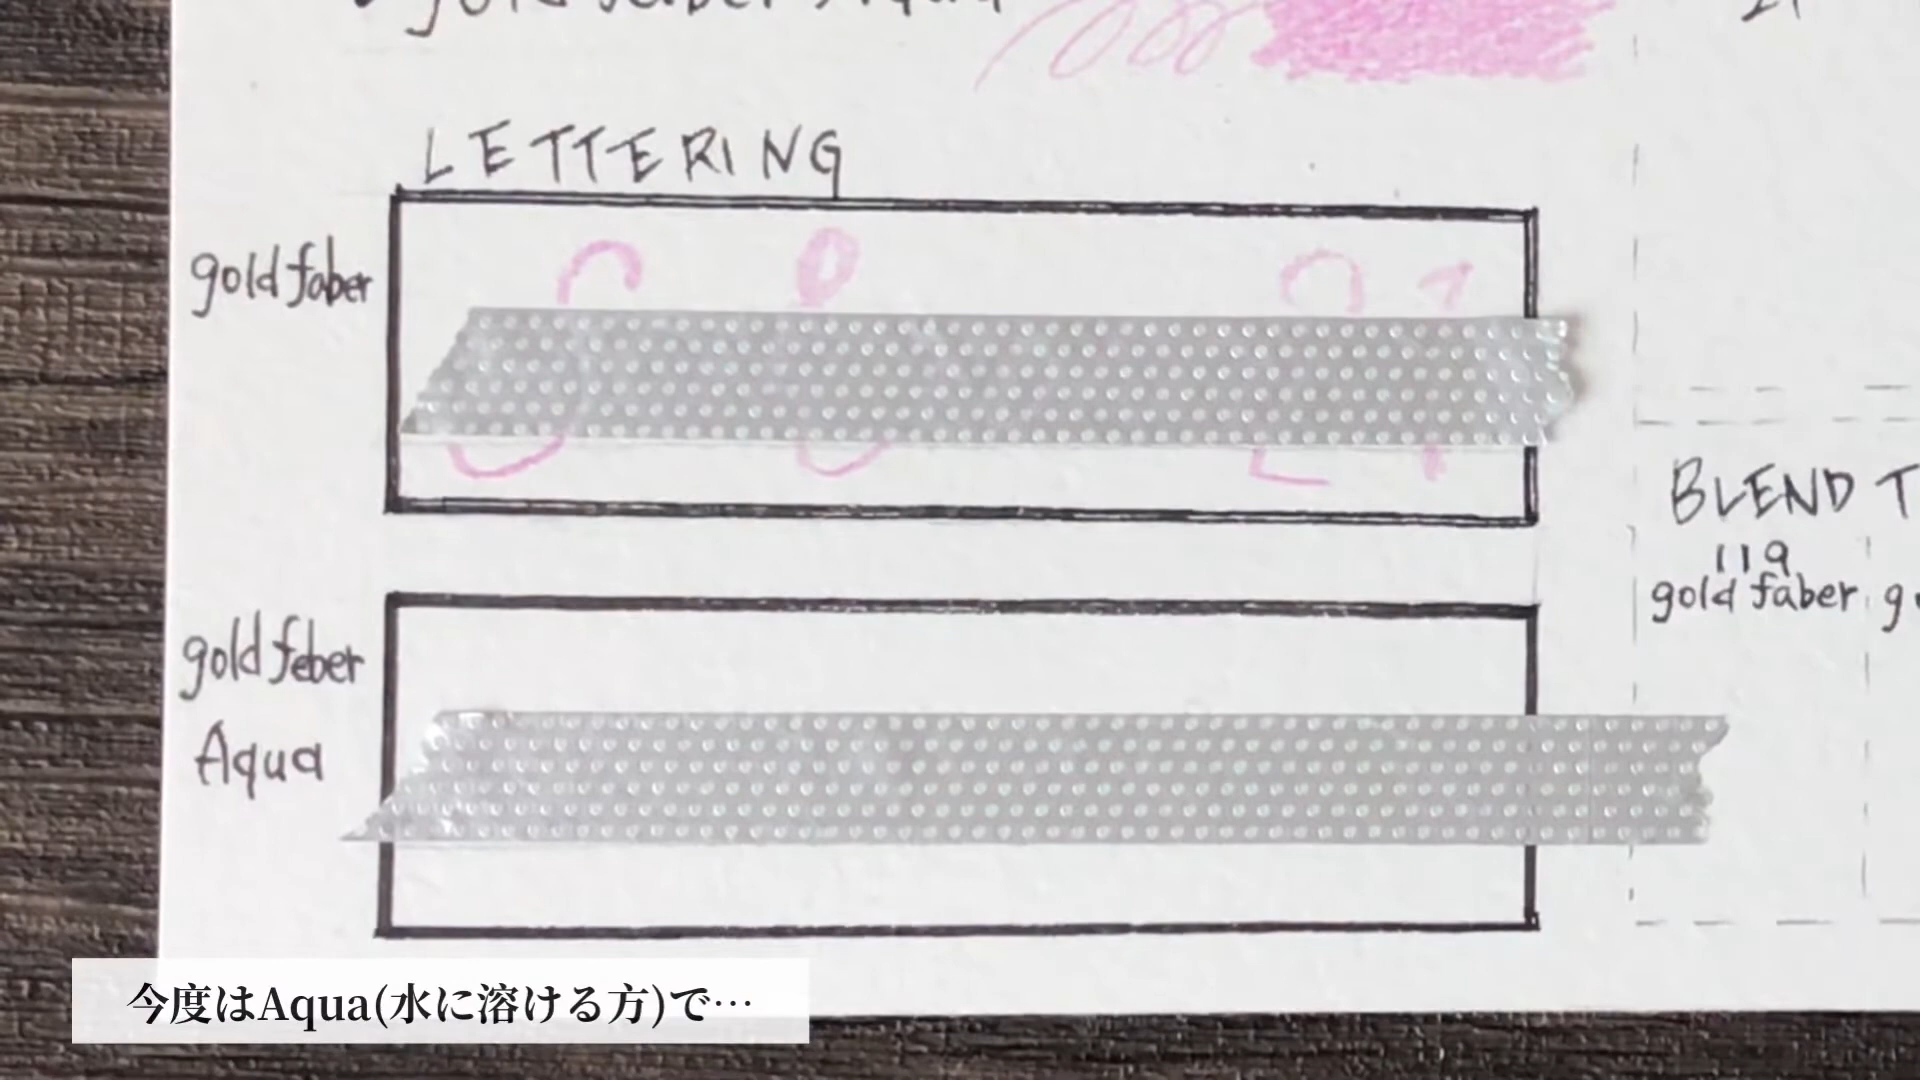 LETTERING
gold faber
gold feber
Aqua
BLEND T
119
gold faber
今度はAqua(水に溶ける方)で…